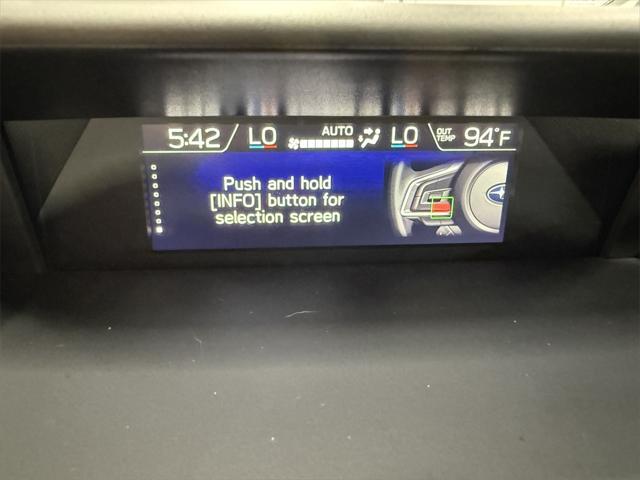 5:42 LO AUTO LO OUT TEMP 94°F
Push and hold
[INFO] button for
selection screen